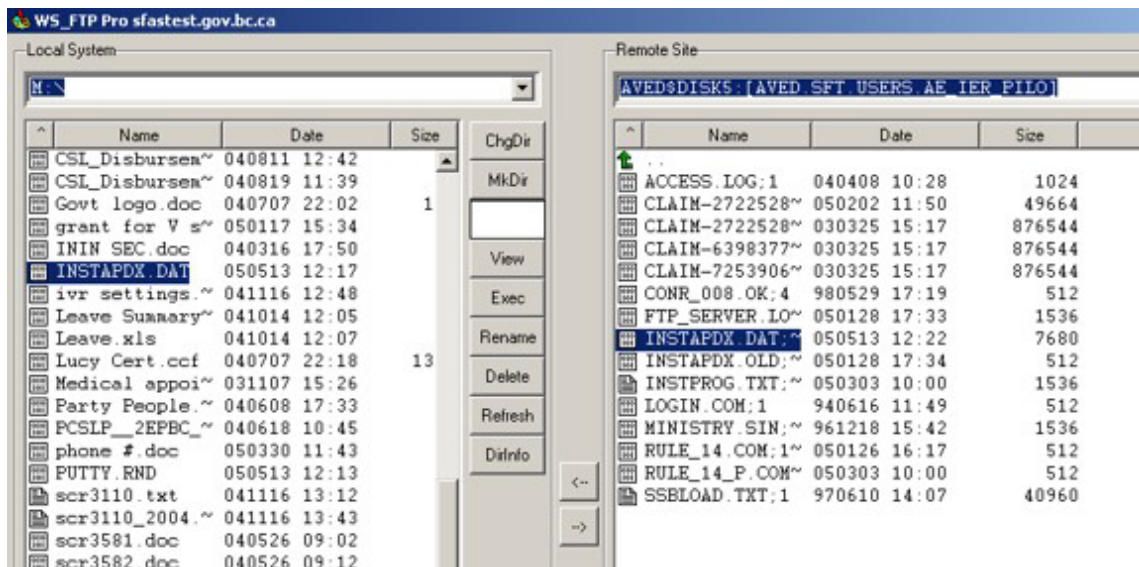 WS_FTP Pro sfastest.gov.bc.ca
Local System
M:\
^ Name Date Size
CSL_Disbursem~ 040811 12:42
CSL_Disbursem~ 040819 11:39
Govt logo.doc 040707 22:02 1
grant for V s~ 050117 15:34
ININ SEC.doc 040316 17:50
INSTAPDX.DAT 050513 12:17
ivr settings.~ 041116 12:48
Leave Summary~ 041014 12:05
Leave.xls 041014 12:07
Lucy Cert.ccf 040707 22:18 13
Medical appoi~ 031107 15:26
Party People.~ 040608 17:33
PCSLP__2EPBC_~ 040618 10:45
phone #.doc 050330 11:43
PUTTY.RND 050513 12:13
scr3110.txt 041116 13:12
scr3110_2004.~ 041116 13:43
scr3581.doc 040526 09:02
scr3582.doc 040526 09:12
ChgDir
MkDir
View
Exec
Rename
Delete
Refresh
DirInfo
<--
-->
Remote Site
AVED$DISK5:[AVED.SFT.USERS.AE_IER_PILO]
^ Name Date Size
..
ACCESS.LOG;1 040408 10:28 1024
CLAIM-2722528~ 050202 11:50 49664
CLAIM-2722528~ 030325 15:17 876544
CLAIM-6398377~ 030325 15:17 876544
CLAIM-7253906~ 030325 15:17 876544
CONR_008.OK;4 980529 17:19 512
FTP_SERVER.LO~ 050128 17:33 1536
INSTAPDX.DAT;~ 050513 12:22 7680
INSTAPDX.OLD;~ 050128 17:34 512
INSTPROG.TXT;~ 050303 10:00 1536
LOGIN.COM;1 940616 11:49 512
MINISTRY.SIN;~ 961218 15:42 1536
RULE_14.COM;1~ 050126 16:17 512
RULE_14_P.COM~ 050303 10:00 512
SSBLOAD.TXT;1 970610 14:07 40960